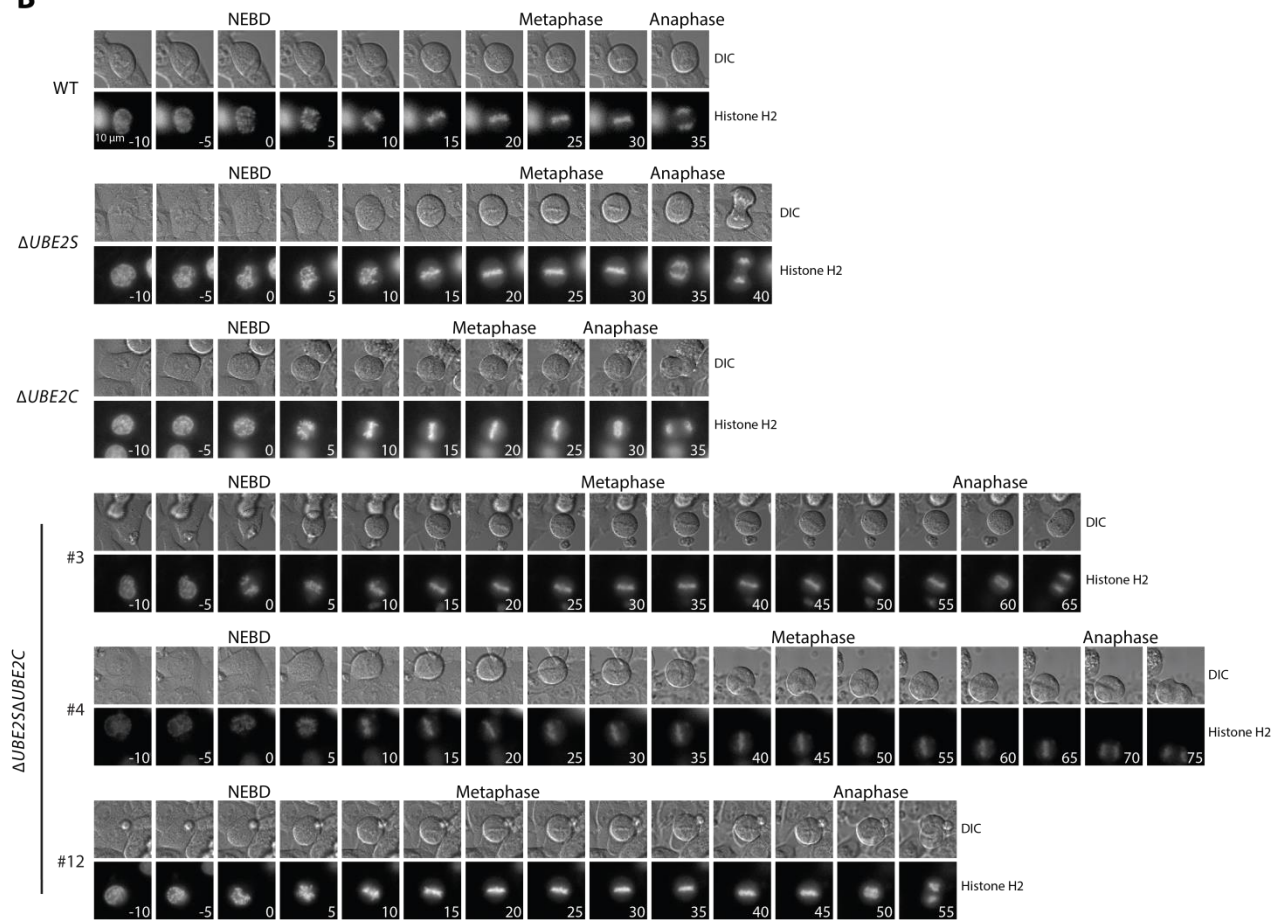 B
NEBD Metaphase Anaphase
DIC
WT
Histone H2
10 µm -10 -5 0 5 10 15 20 25 30 35
NEBD Metaphase Anaphase
DIC
ΔUBE2S
Histone H2
-10 -5 0 5 10 15 20 25 30 35 40
NEBD Metaphase Anaphase
DIC
ΔUBE2C
Histone H2
-10 -5 0 5 10 15 20 25 30 35
NEBD Metaphase Anaphase
DIC
#3
Histone H2
-10 -5 0 5 10 15 20 25 30 35 40 45 50 55 60 65
ΔUBE2SΔUBE2C
NEBD Metaphase Anaphase
DIC
#4
Histone H2
-10 -5 0 5 10 15 20 25 30 35 40 45 50 55 60 65 70 75
NEBD Metaphase Anaphase
DIC
#12
Histone H2
-10 -5 0 5 10 15 20 25 30 35 40 45 50 55